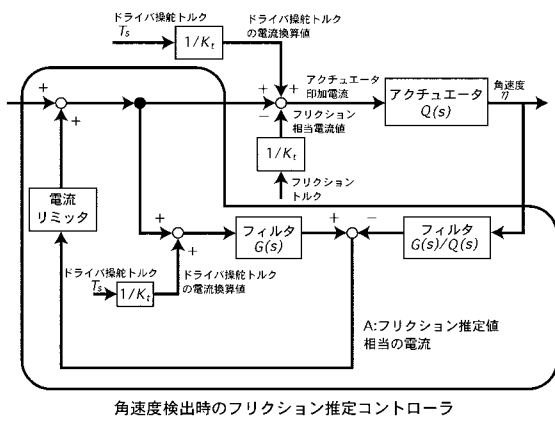 ドライバ操舵トルク
Ts
1/Kt
ドライバ操舵トルク
の電流換算値
+
+
+
+
−
アクチュエータ
印加電流
アクチュエータ
Q(s)
角速度
η
フリクション
相当電流値
1/Kt
フリクション
トルク
電流
リミッタ
+
+
フィルタ
G(s)
+
−
フィルタ
G(s)/Q(s)
ドライバ操舵トルク
Ts
1/Kt
ドライバ操舵トルク
の電流換算値
A:フリクション推定値
相当の電流
角速度検出時のフリクション推定コントローラ